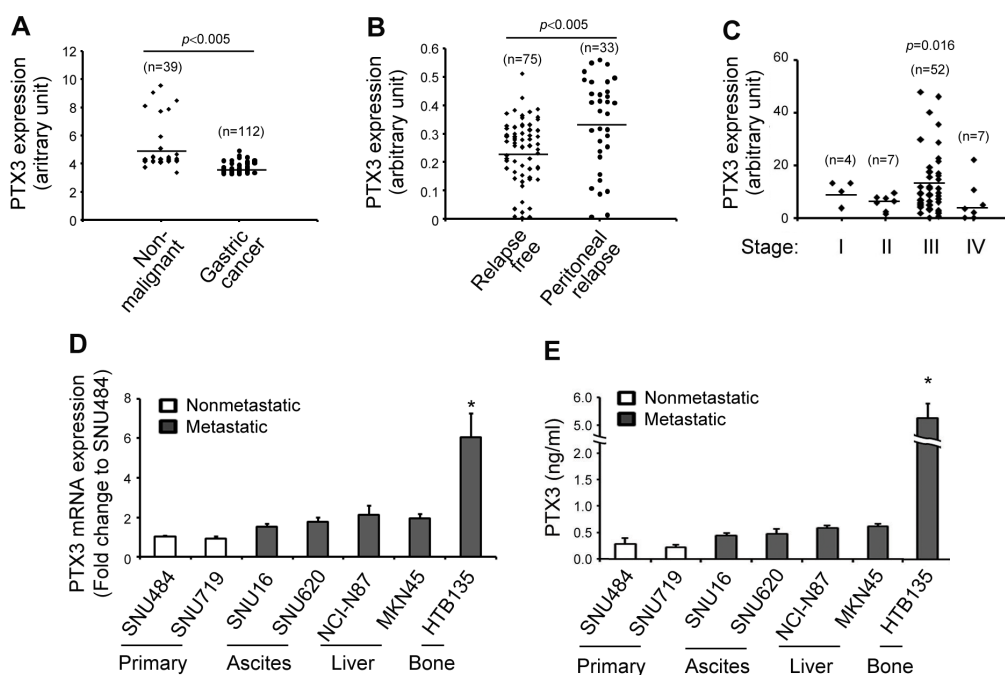 A
PTX3 expression
(aritrary unit)
12
10
8
6
4
2
0
p<0.005
(n=39)
(n=112)
Non-
malignant
Gastric
cancer
B
PTX3 expression
(arbitrary unit)
0.6
0.5
0.4
0.3
0.2
0.1
0
p<0.005
(n=75)
(n=33)
Relapse
free
Peritoneal
relapse
C
PTX3 expression
(arbitrary unit)
60
40
20
0
p=0.016
(n=52)
(n=4)
(n=7)
(n=7)
Stage: I II III IV
D
PTX3 mRNA expression
(Fold change to SNU484)
8
6
4
2
0
Nonmetastatic
Metastatic
*
SNU484
SNU719
SNU16
SNU620
NCI-N87
MKN45
HTB135
Primary Ascites Liver Bone
E
PTX3 (ng/ml)
5.0
2.0
1.5
1.0
0.5
0.0
Nonmetastatic
Metastatic
*
SNU484
SNU719
SNU16
SNU620
NCI-N87
MKN45
HTB135
Primary Ascites Liver Bone